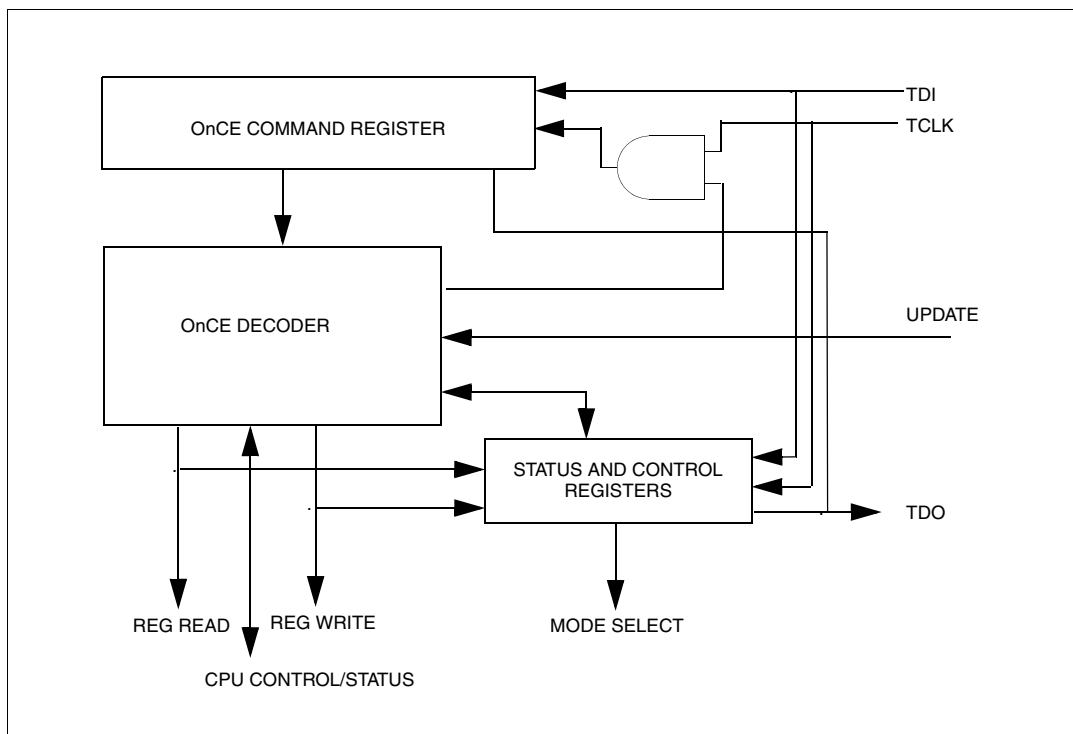 TDI
OnCE COMMAND REGISTER
TCLK
OnCE DECODER
UPDATE
STATUS AND CONTROL
REGISTERS
TDO
REG READ
REG WRITE
MODE SELECT
CPU CONTROL/STATUS